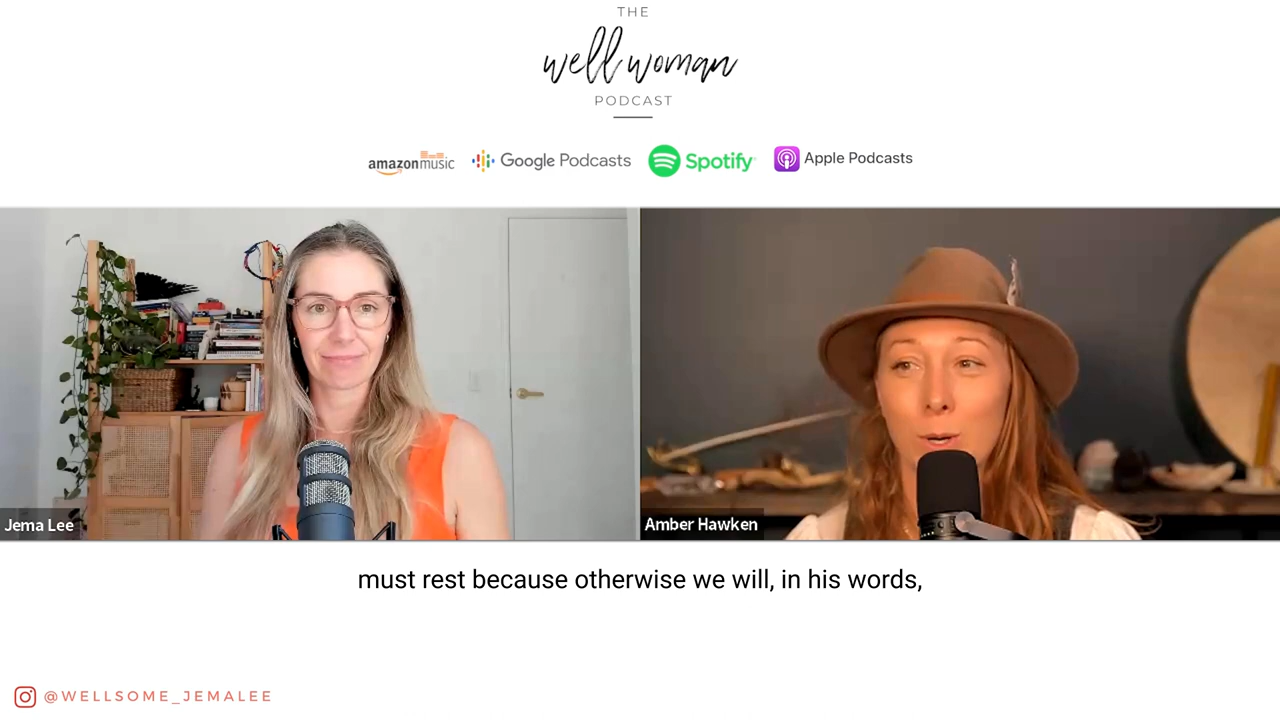 THE
well woman
PODCAST
amazon music
Google Podcasts
Spotify
Apple Podcasts
Jema Lee
Amber Hawken
must rest because otherwise we will, in his words,
@WELLSOME_JEMALEE